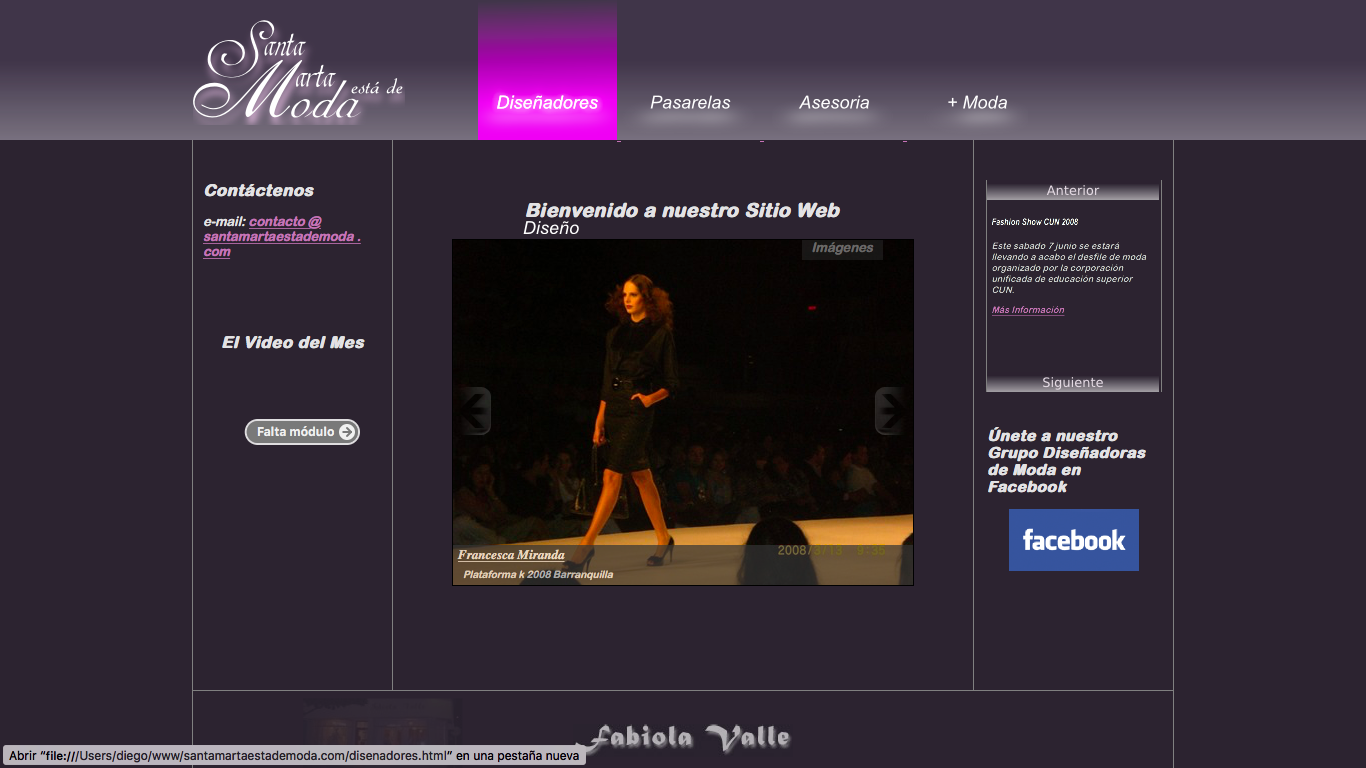 Santa
Marta
está de
Moda
Diseñadores
Pasarelas
Asesoria
+ Moda
Contáctenos
e-mail: contacto @
santamartaestademoda .
com
El Video del Mes
Falta módulo
Bienvenido a nuestro Sitio Web
Diseño
Imágenes
2008/3/13 9:35
Francesca Miranda
Plataforma k 2008 Barranquilla
Anterior
Fashion Show CUN 2008
Este sabado 7 junio se estará
llevando a acabo el desfile de moda
organizado por la corporación
unificada de educación superior
CUN.
Más Información
Siguiente
Únete a nuestro
Grupo Diseñadoras
de Moda en
Facebook
facebook
Fabiola Valle
Abrir “file:///Users/diego/www/santamartaestademoda.com/disenadores.html” en una pestaña nueva